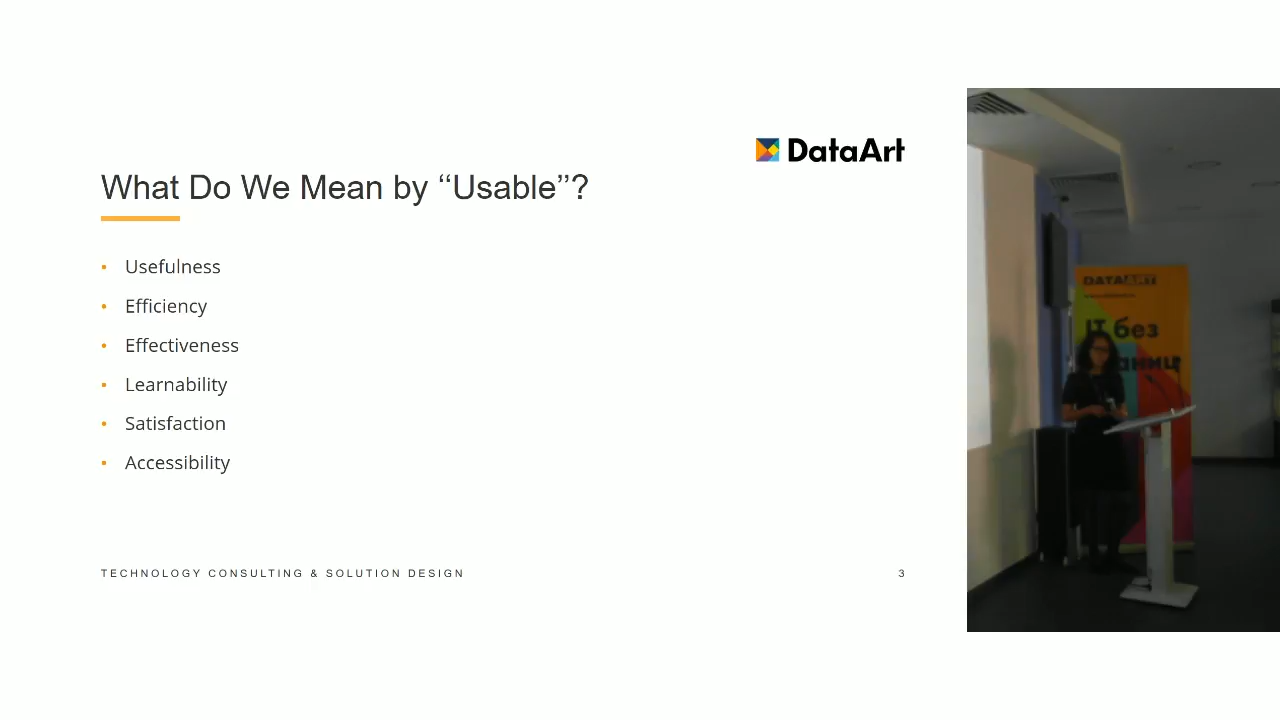 DataArt
What Do We Mean by “Usable”?
• Usefulness
• Efficiency
• Effectiveness
• Learnability
• Satisfaction
• Accessibility
TECHNOLOGY CONSULTING & SOLUTION DESIGN
3
DATAART
IT без